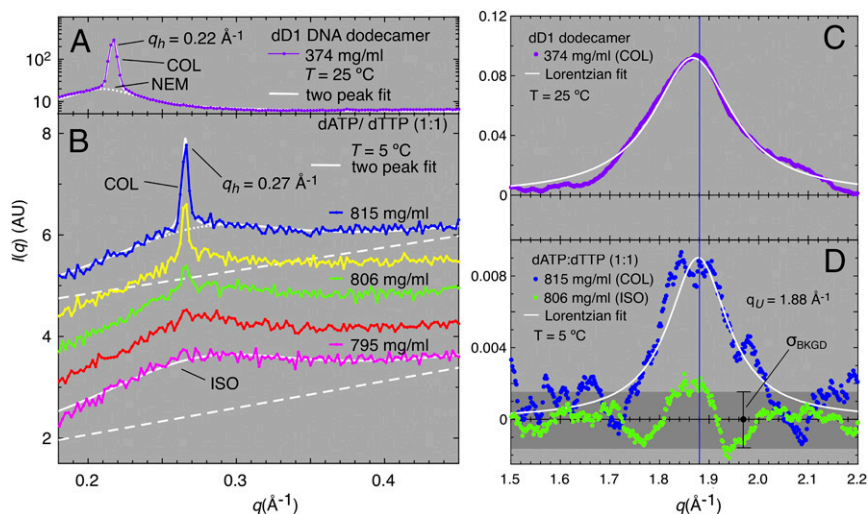 A
10²
10
q_h = 0.22 Å⁻¹
COL
NEM
dD1 DNA dodecamer
374 mg/ml
T = 25 ºC
two peak fit
B
dATP/ dTTP (1:1)
T = 5 ºC
two peak fit
COL
q_h = 0.27 Å⁻¹
815 mg/ml
806 mg/ml
795 mg/ml
ISO
8
6
4
2
I(q) (AU)
0.2
0.3
0.4
q(Å⁻¹)
C
dD1 dodecamer
374 mg/ml (COL)
Lorentzian fit
T = 25 ºC
0.12
0.08
0.04
0
D
dATP:dTTP (1:1)
815 mg/ml (COL)
806 mg/ml (ISO)
Lorentzian fit
T = 5 ºC
q_U = 1.88 Å⁻¹
σ_BKGD
0.008
0.004
0.000
1.5
1.6
1.7
1.8
1.9
2.0
2.1
2.2
q(Å⁻¹)